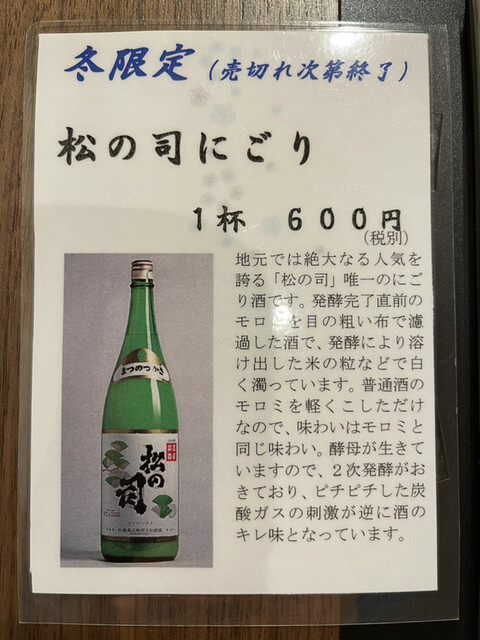 冬限定（売切れ次第終了）
松の司にごり
１杯　６００円
（税別）
地元では絶大なる人気を
誇る「松の司」唯一のにご
り酒です。発酵完了直前の
モロミを目の粗い布で濾
過した酒で、発酵により溶
け出した米の粒などで白
く濁っています。普通酒の
モロミを軽くこしただけ
なので、味わいはモロミと
同じ味わい。酵母が生きて
いますので、２次発酵がお
きており、ピチピチした炭
酸ガスの刺激が逆に酒の
キレ味となっています。
まつのつかさ
松の司